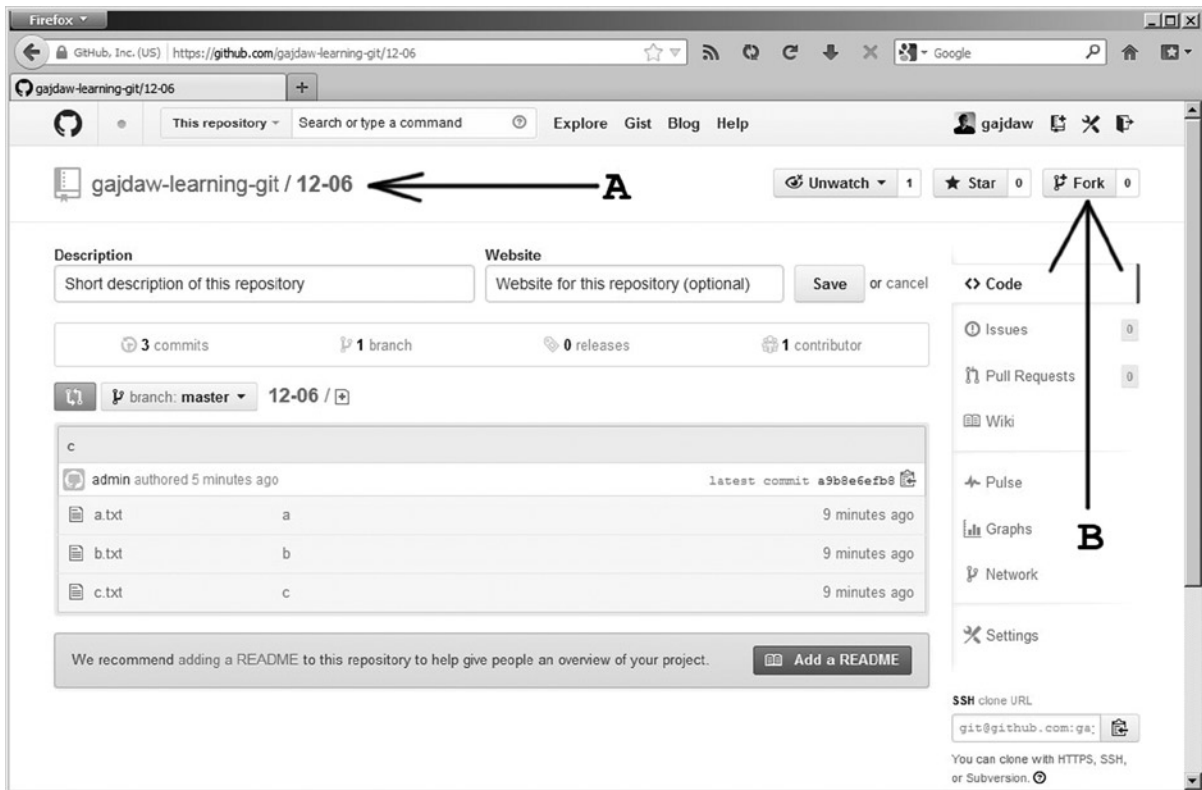 Firefox
GitHub, Inc. (US) https://github.com/gajdaw-learning-git/12-06 Google
gajdaw-learning-git/12-06 +
This repository Search or type a command Explore Gist Blog Help gajdaw
gajdaw-learning-git / 12-06 A Unwatch 1 Star 0 Fork 0
Description Website
Short description of this repository Website for this repository (optional) Save or cancel
<> Code
3 commits 1 branch 0 releases 1 contributor
Issues 0
Pull Requests 0
branch: master 12-06 /
Wiki
c
admin authored 5 minutes ago latest commit a9b8e6efb8
Pulse
a.txt a 9 minutes ago
Graphs
B
b.txt b 9 minutes ago
Network
c.txt c 9 minutes ago
Settings
We recommend adding a README to this repository to help give people an overview of your project. Add a README
SSH clone URL
git@github.com:ga;
You can clone with HTTPS, SSH,
or Subversion.